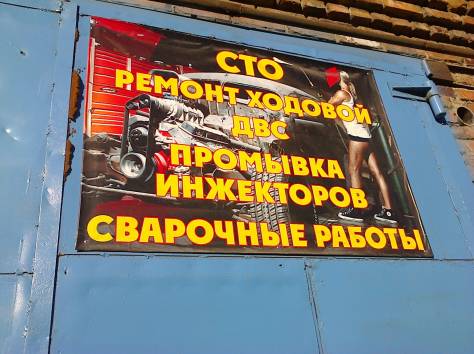 СТО
РЕМОНТ ХОДОВОЙ
ДВС
ПРОМЫВКА
ИНЖЕКТОРОВ
СВАРОЧНЫЕ РАБОТЫ